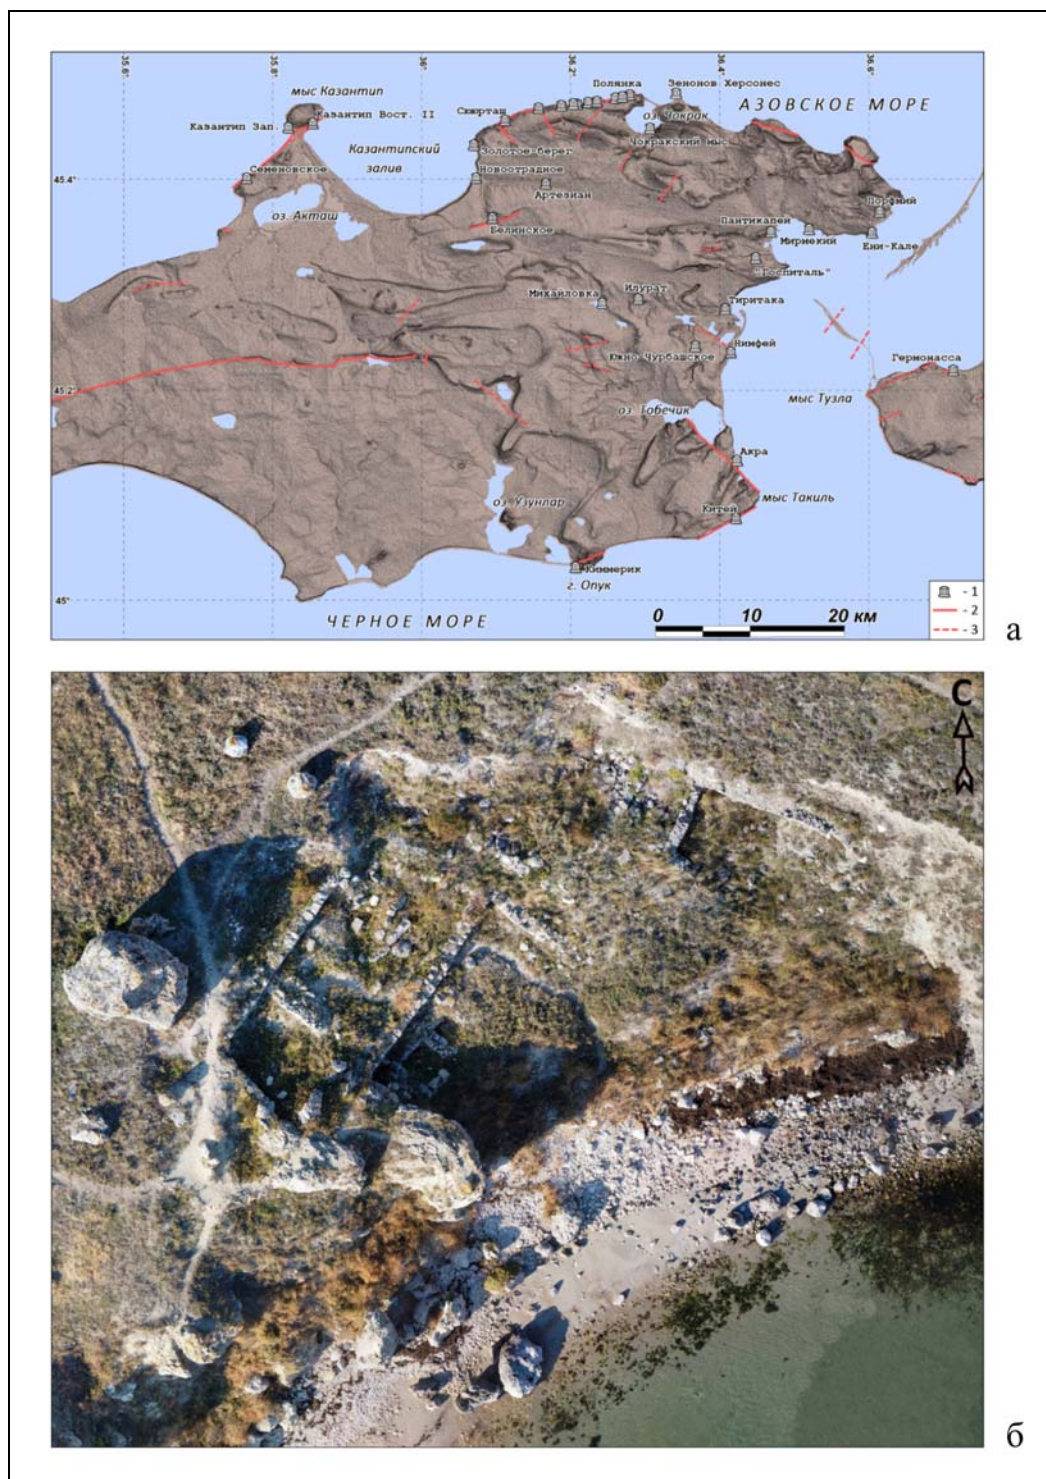 35.6°
35.8°
36°
36.2°
36.4°
36.6°
мыс Казантип
Полянка
Зенонов Херсонес
АЗОВСКОЕ МОРЕ
Казантип Зап.
Казантип Вост. II
Сюрташ
оз. Чокрак
Казантипский
залив
Золотое-берег
Чокракский мыс
45.4°
Семеновское
Новоотрадное
Артезиан
оз. Акташ
Белинское
Пантикапей
Порфмий
Мирмекий
Ени-Кале
"Госпиталь"
Михайловка
Илурат
Тиритака
Южно-Чурбашское
Нимфей
Гермонасса
45.2°
оз. Тобечик
мыс Тузла
Акра
оз. Узунлар
Китей
мыс Такиль
Киммерик
г. Опук
45°
ЧЕРНОЕ МОРЕ
0 10 20 км
- 1
- 2
- 3
а
С
б